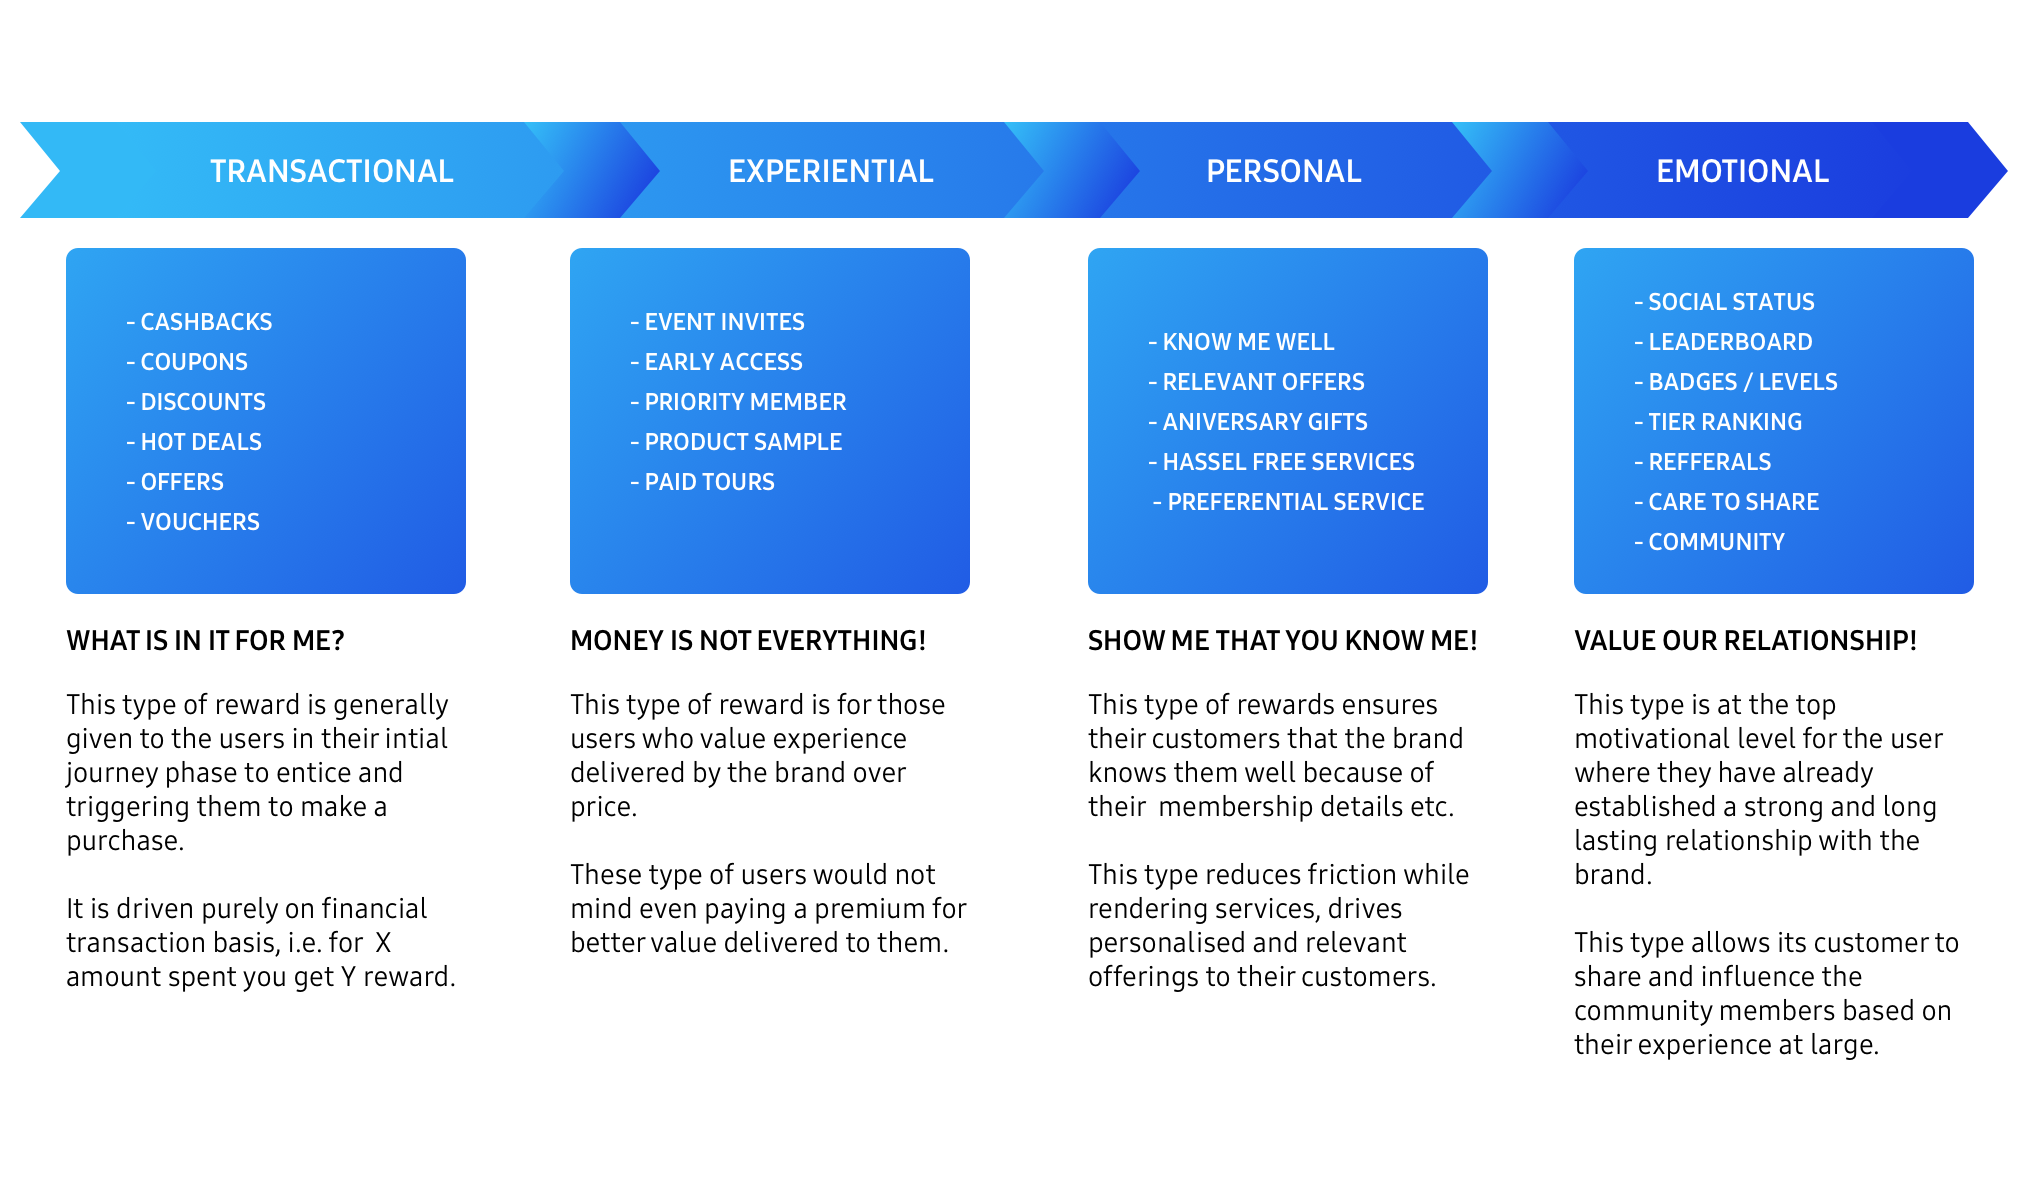 TRANSACTIONAL
EXPERIENTIAL
PERSONAL
EMOTIONAL
- CASHBACKS
- COUPONS
- DISCOUNTS
- HOT DEALS
- OFFERS
- VOUCHERS
- EVENT INVITES
- EARLY ACCESS
- PRIORITY MEMBER
- PRODUCT SAMPLE
- PAID TOURS
- KNOW ME WELL
- RELEVANT OFFERS
- ANIVERSARY GIFTS
- HASSEL FREE SERVICES
- PREFERENTIAL SERVICE
- SOCIAL STATUS
- LEADERBOARD
- BADGES / LEVELS
- TIER RANKING
- REFFERALS
- CARE TO SHARE
- COMMUNITY
WHAT IS IN IT FOR ME?
This type of reward is generally
given to the users in their intial
journey phase to entice and
triggering them to make a
purchase.
It is driven purely on financial
transaction basis, i.e. for  X
amount spent you get Y reward.
MONEY IS NOT EVERYTHING!
This type of reward is for those
users who value experience
delivered by the brand over
price.
These type of users would not
mind even paying a premium for
better value delivered to them.
SHOW ME THAT YOU KNOW ME!
This type of rewards ensures
their customers that the brand
knows them well because of
their  membership details etc.
This type reduces friction while
rendering services, drives
personalised and relevant
offerings to their customers.
VALUE OUR RELATIONSHIP!
This type is at the top
motivational level for the user
where they have already
established a strong and long
lasting relationship with the
brand.
This type allows its customer to
share and influence the
community members based on
their experience at large.